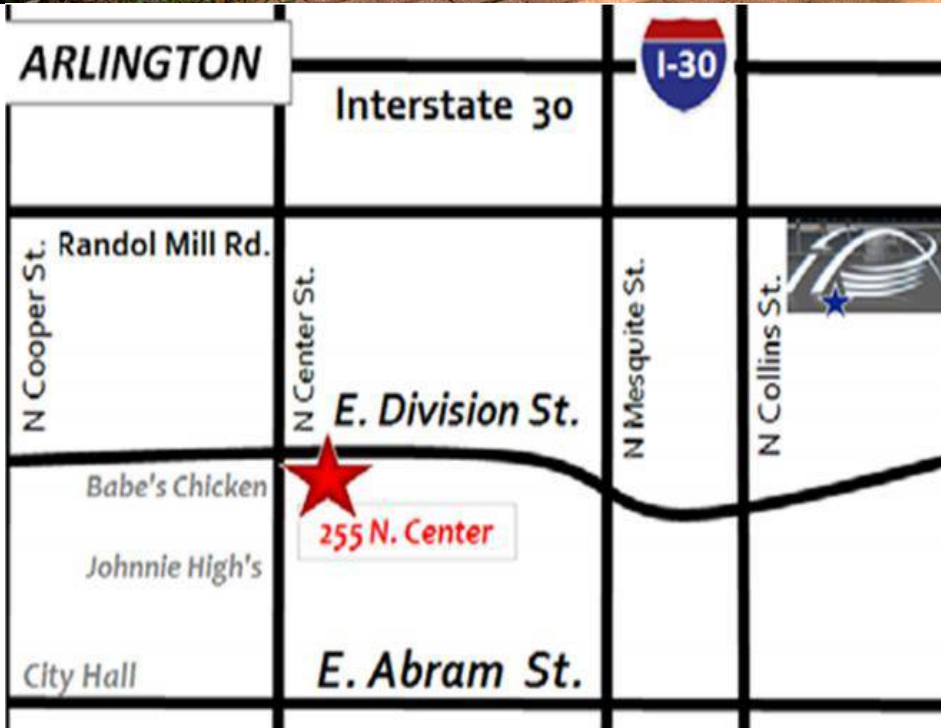 ARLINGTON
I-30
Interstate 30
Randol Mill Rd.
N Cooper St.
N Center St.
N Mesquite St.
N Collins St.
E. Division St.
Babe's Chicken
255 N. Center
Johnnie High's
City Hall
E. Abram St.